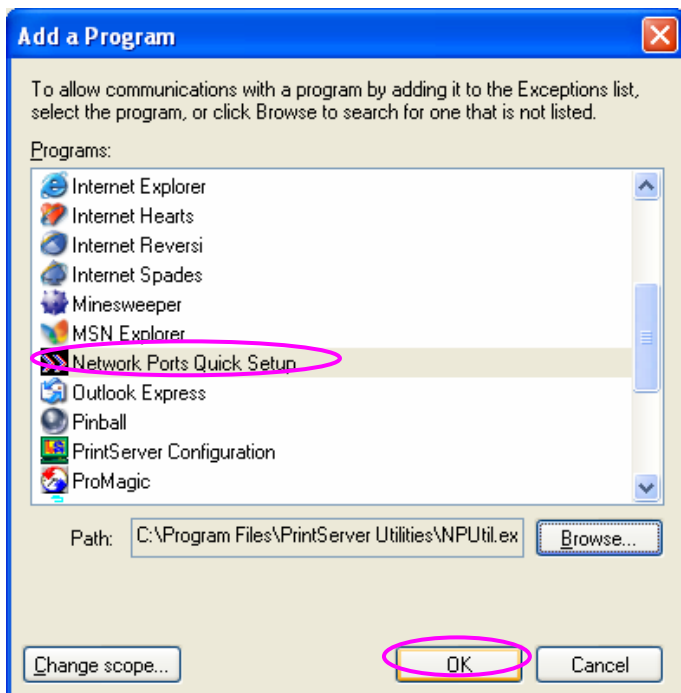 Add a Program
To allow communications with a program by adding it to the Exceptions list,
select the program, or click Browse to search for one that is not listed.
Programs:
Internet Explorer
Internet Hearts
Internet Reversi
Internet Spades
Minesweeper
MSN Explorer
Network Ports Quick Setup
Outlook Express
Pinball
PrintServer Configuration
ProMagic
Path: C:\Program Files\PrintServer Utilities\NPUtil.ex Browse...
Change scope... OK Cancel